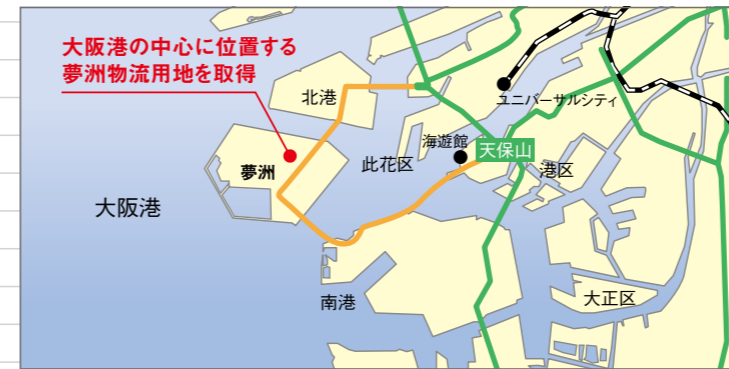 大阪港の中心に位置する
夢洲物流用地を取得
北港
ユニバーサルシティ
海遊館
天保山
此花区
港区
夢洲
大阪港
南港
大正区